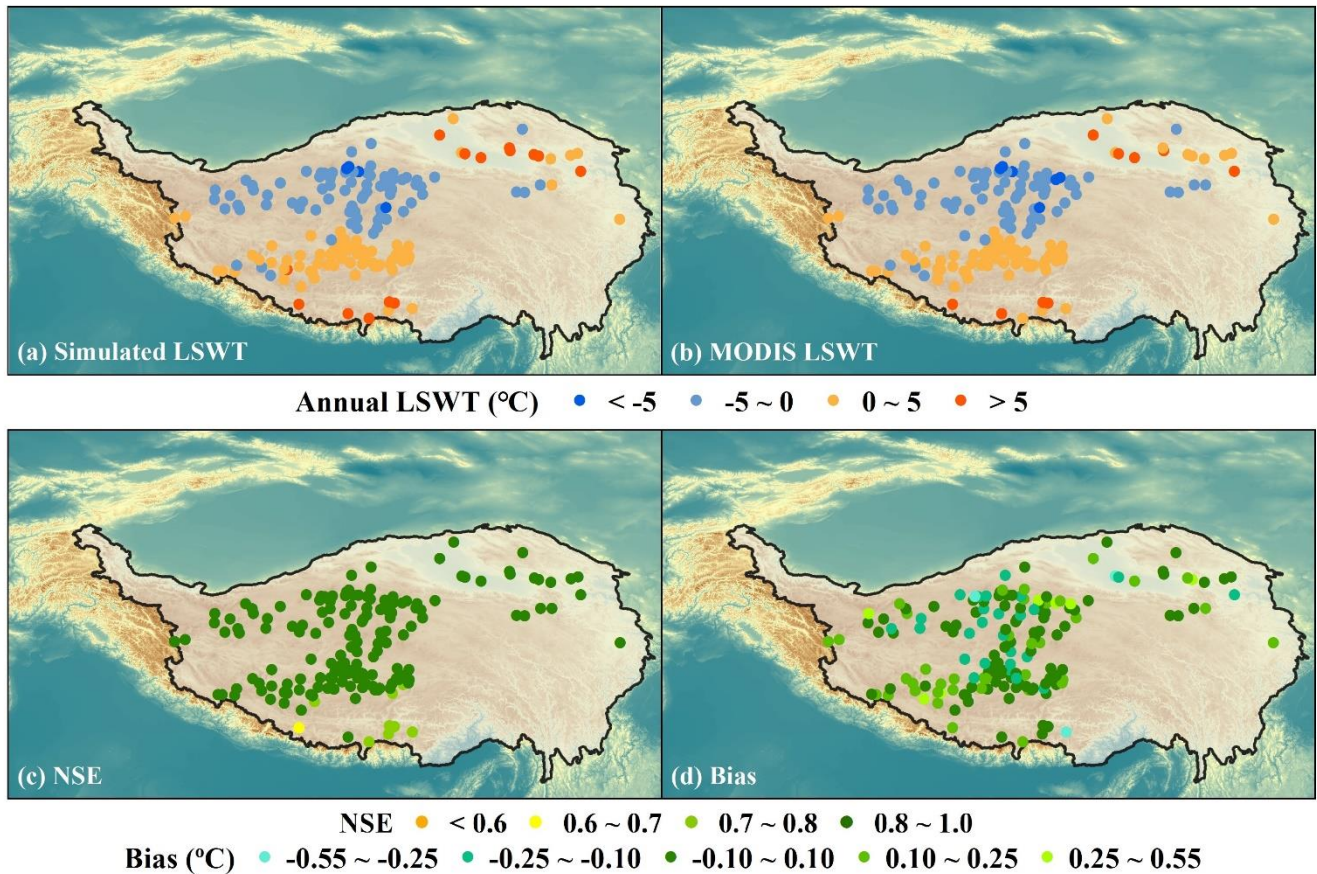 (a) Simulated LSWT
(b) MODIS LSWT
Annual LSWT (°C) < -5 -5 ~ 0 0 ~ 5 > 5
(c) NSE
(d) Bias
NSE < 0.6 0.6 ~ 0.7 0.7 ~ 0.8 0.8 ~ 1.0
Bias (°C) -0.55 ~ -0.25 -0.25 ~ -0.10 -0.10 ~ 0.10 0.10 ~ 0.25 0.25 ~ 0.55